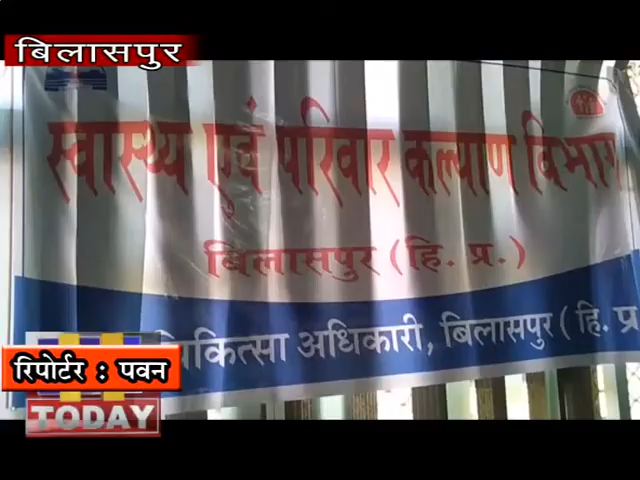 बिलासपुर
स्वास्थ्य एवं परिवार कल्याण विभाग
बिलासपुर (हि. प्र.)
चिकित्सा अधिकारी, बिलासपुर ( हि. प्र.
रिपोर्टर : पवन
TODAY